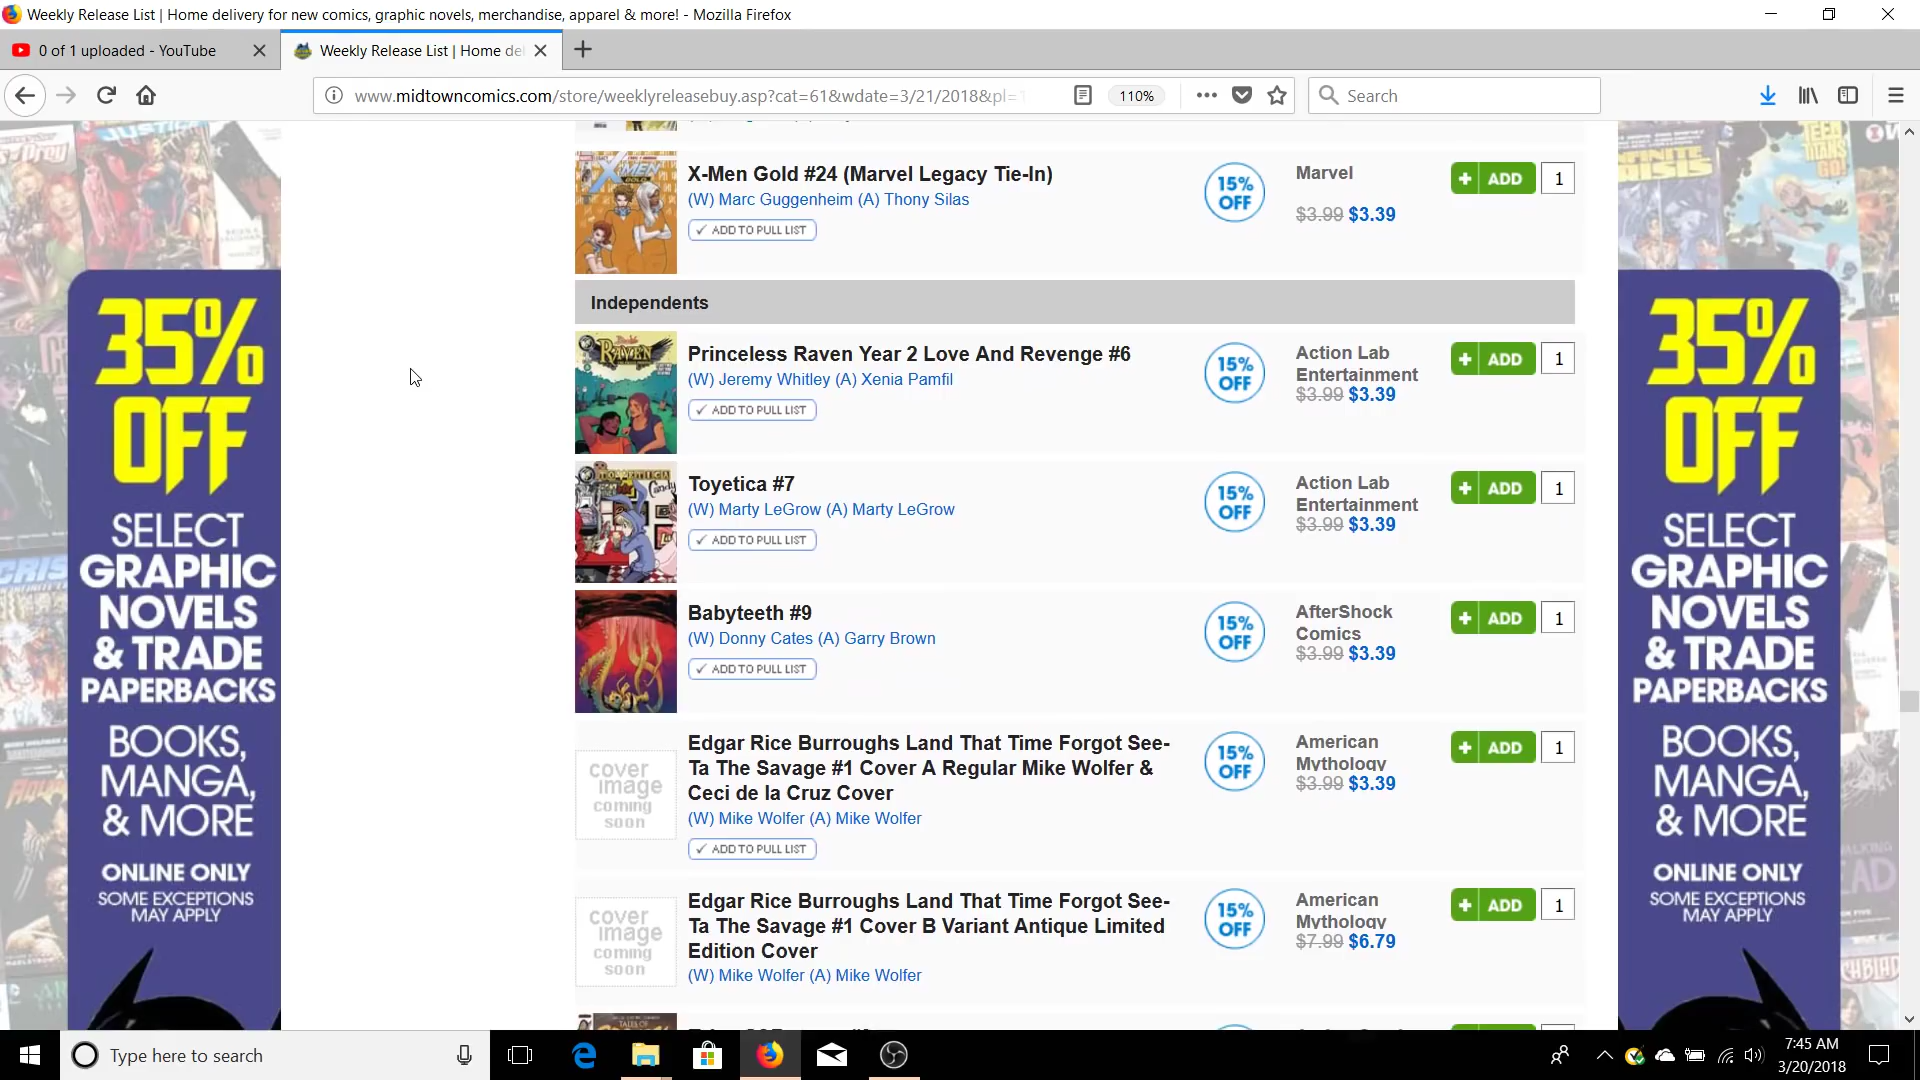 Weekly Release List | Home delivery for new comics, graphic novels, merchandise, apparel & more! - Mozilla Firefox
0 of 1 uploaded - YouTube
Weekly Release List | Home del
www.midtowncomics.com/store/weeklyreleasebuy.asp?cat=61&wdate=3/21/2018&pl=1
110%
Search
X-Men Gold #24 (Marvel Legacy Tie-In)
(W) Marc Guggenheim (A) Thony Silas
ADD TO PULL LIST
15% OFF
Marvel
$3.99 $3.39
+ ADD 1
Independents
Princeless Raven Year 2 Love And Revenge #6
(W) Jeremy Whitley (A) Xenia Pamfil
ADD TO PULL LIST
15% OFF
Action Lab
Entertainment
$3.99 $3.39
+ ADD 1
Toyetica #7
(W) Marty LeGrow (A) Marty LeGrow
ADD TO PULL LIST
15% OFF
Action Lab
Entertainment
$3.99 $3.39
+ ADD 1
Babyteeth #9
(W) Donny Cates (A) Garry Brown
ADD TO PULL LIST
15% OFF
AfterShock
Comics
$3.99 $3.39
+ ADD 1
cover
image
coming
soon
Edgar Rice Burroughs Land That Time Forgot See-
Ta The Savage #1 Cover A Regular Mike Wolfer &
Ceci de la Cruz Cover
(W) Mike Wolfer (A) Mike Wolfer
ADD TO PULL LIST
15% OFF
American
Mythology
$3.99 $3.39
+ ADD 1
cover
image
coming
soon
Edgar Rice Burroughs Land That Time Forgot See-
Ta The Savage #1 Cover B Variant Antique Limited
Edition Cover
(W) Mike Wolfer (A) Mike Wolfer
15% OFF
American
Mythology
$7.99 $6.79
+ ADD 1
35%
OFF
SELECT
GRAPHIC
NOVELS
& TRADE
PAPERBACKS
BOOKS,
MANGA,
& MORE
ONLINE ONLY
SOME EXCEPTIONS
MAY APPLY
35%
OFF
SELECT
GRAPHIC
NOVELS
& TRADE
PAPERBACKS
BOOKS,
MANGA,
& MORE
ONLINE ONLY
SOME EXCEPTIONS
MAY APPLY
Type here to search
7:45 AM
3/20/2018